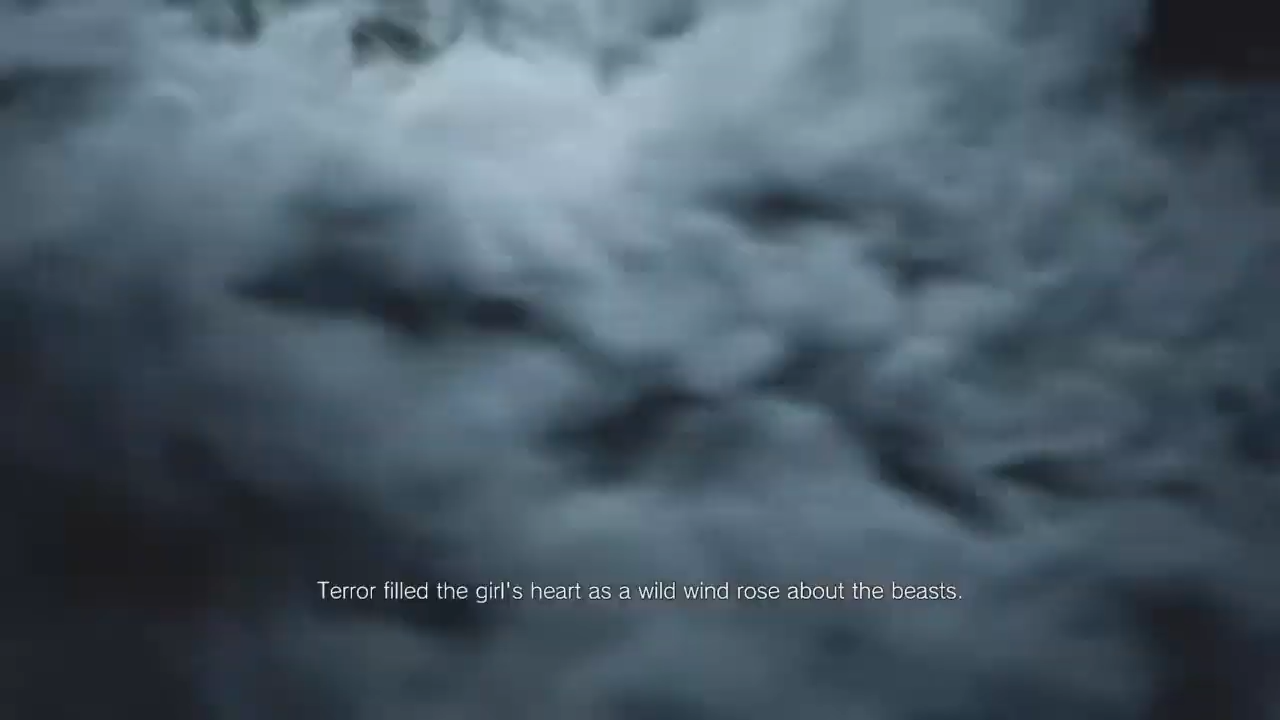 Terror filled the girl's heart as a wild wind rose about the beasts.